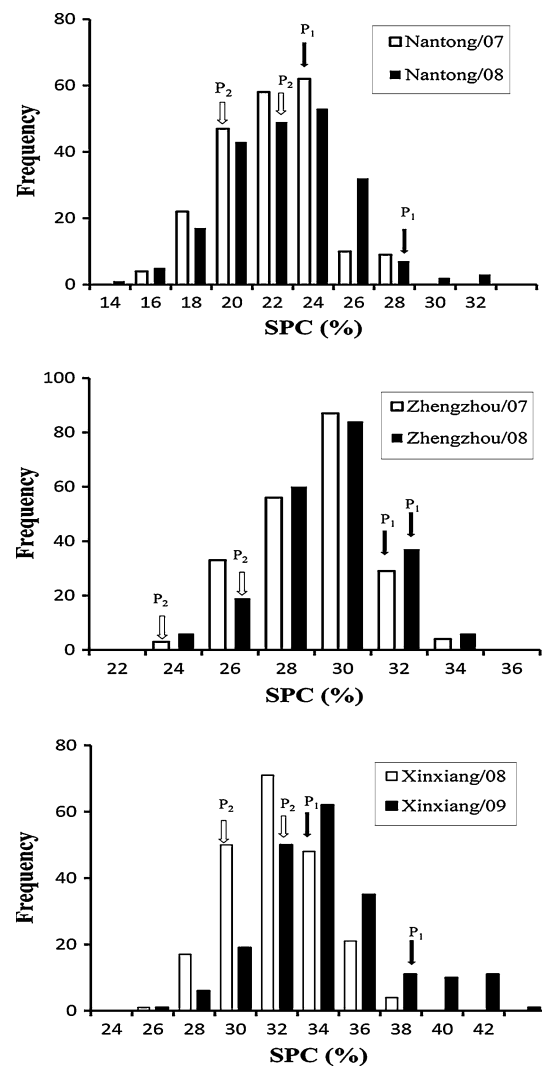 80
60
40
20
0
Frequency
Nantong/07
Nantong/08
P₁
P₂
P₂
P₁
14 16 18 20 22 24 26 28 30 32
SPC (%)
100
80
60
40
20
0
Frequency
Zhengzhou/07
Zhengzhou/08
P₁
P₁
P₂
P₂
22 24 26 28 30 32 34 36
SPC (%)
80
60
40
20
0
Frequency
Xinxiang/08
Xinxiang/09
P₂
P₂
P₁
P₁
24 26 28 30 32 34 36 38 40 42
SPC (%)